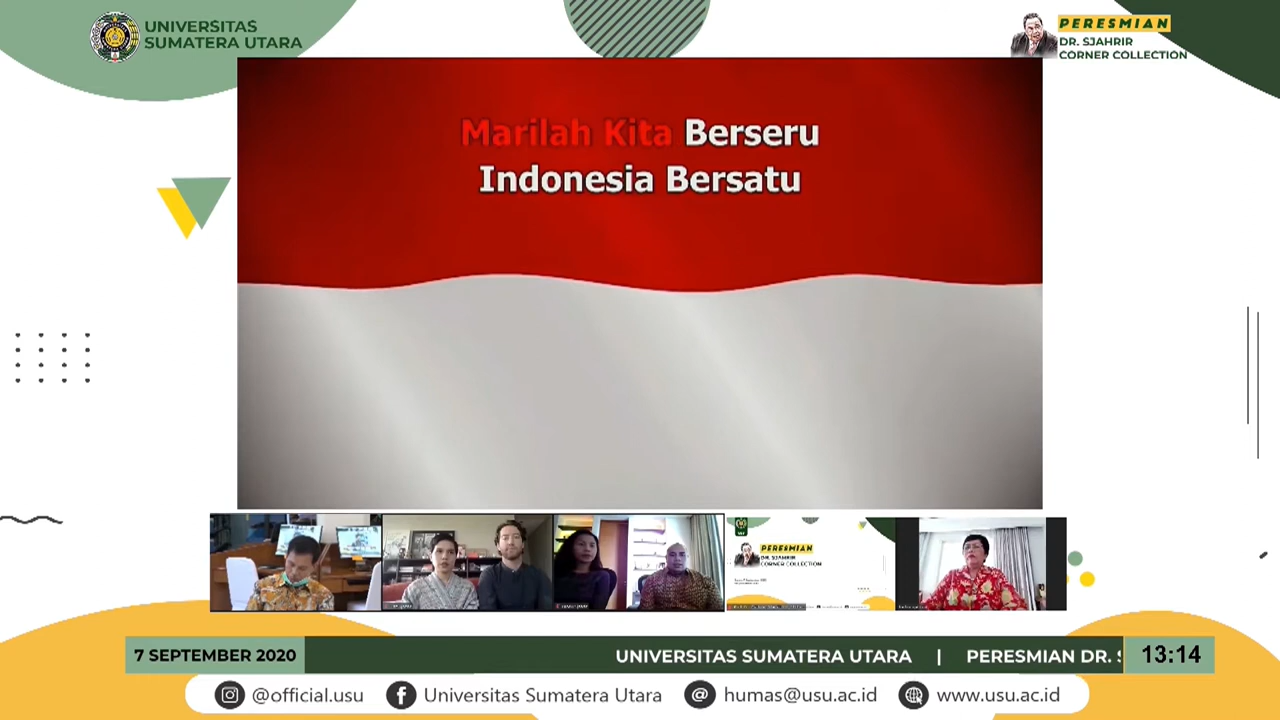 UNIVERSITAS
SUMATERA UTARA
PERESMIAN
DR. SJAHRIR
CORNER COLLECTION
Marilah Kita Berseru
Indonesia Bersatu
PERESMIAN
DR. SJAHRIR
CORNER COLLECTION
7 SEPTEMBER 2020
UNIVERSITAS SUMATERA UTARA | PERESMIAN DR.
13:14
@official.usu
Universitas Sumatera Utara
humas@usu.ac.id
www.usu.ac.id